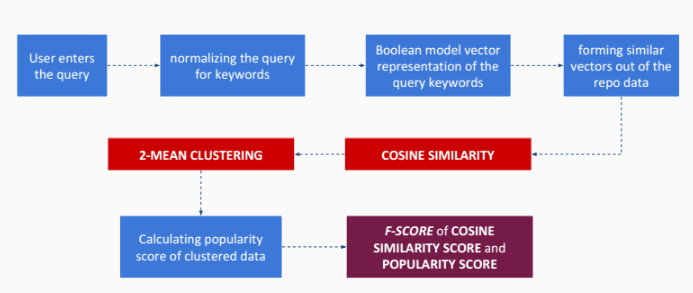 User enters
the query
normalizing the query
for keywords
Boolean model vector
representation of the
query keywords
forming similar
vectors out of the
repo data
2-MEAN CLUSTERING
COSINE SIMILARITY
Calculating popularity
score of clustered data
F-SCORE of COSINE
SIMILARITY SCORE and
POPULARITY SCORE